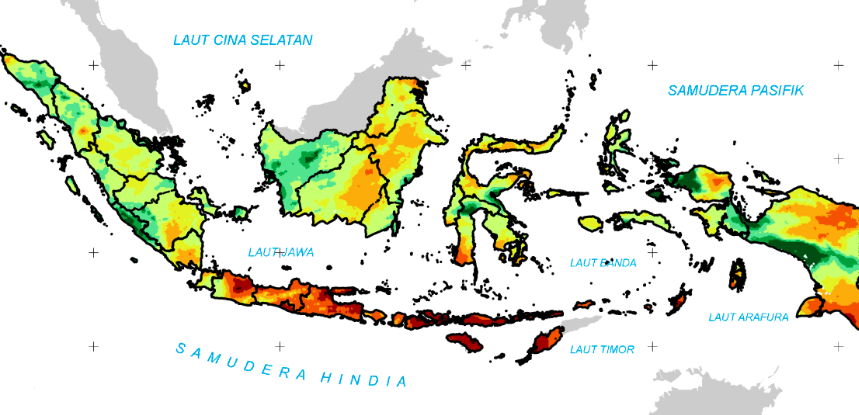 LAUT CINA SELATAN
SAMUDERA PASIFIK
LAUT JAWA
LAUT BANDA
LAUT ARAFURA
LAUT TIMOR
SAMUDERA HINDIA